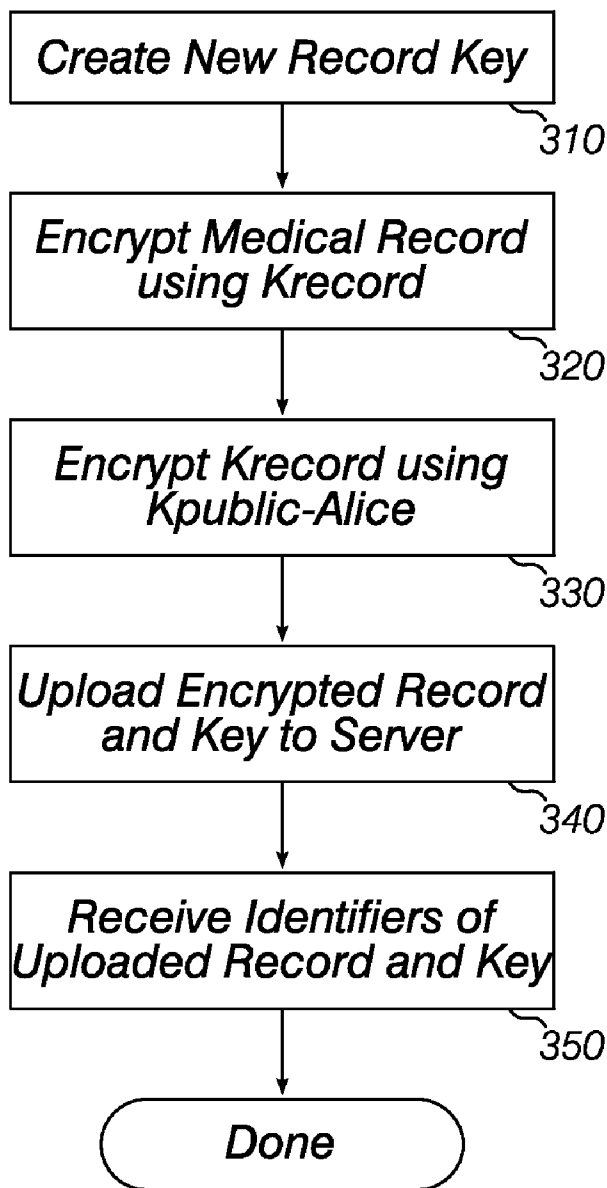 Create New Record Key
310
Encrypt Medical Record
using Krecord
320
Encrypt Krecord using
Kpublic-Alice
330
Upload Encrypted Record
and Key to Server
340
Receive Identifiers of
Uploaded Record and Key
350
Done